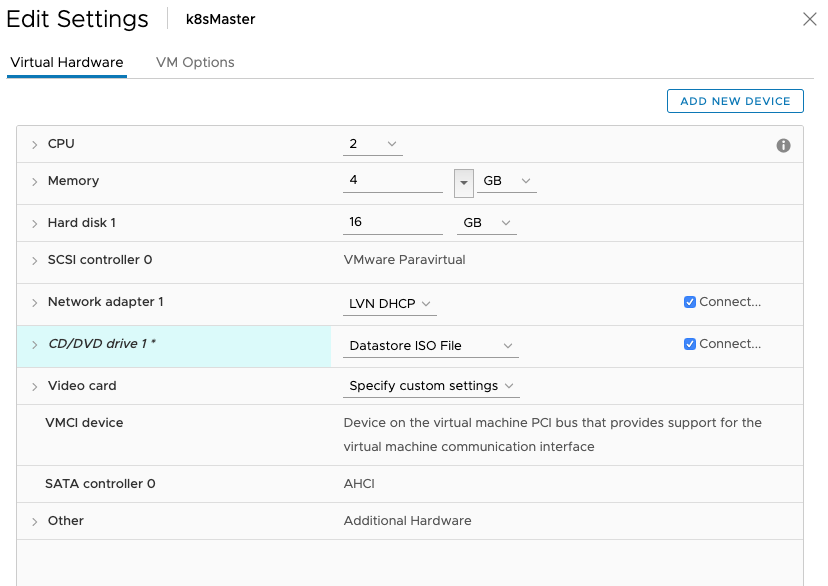 Edit Settings k8sMaster
Virtual Hardware VM Options
ADD NEW DEVICE
CPU 2
Memory 4 GB
Hard disk 1 16 GB
SCSI controller 0 VMware Paravirtual
Network adapter 1 LVN DHCP Connect...
CD/DVD drive 1 * Datastore ISO File Connect...
Video card Specify custom settings
VMCI device Device on the virtual machine PCI bus that provides support for the
virtual machine communication interface
SATA controller 0 AHCI
Other Additional Hardware